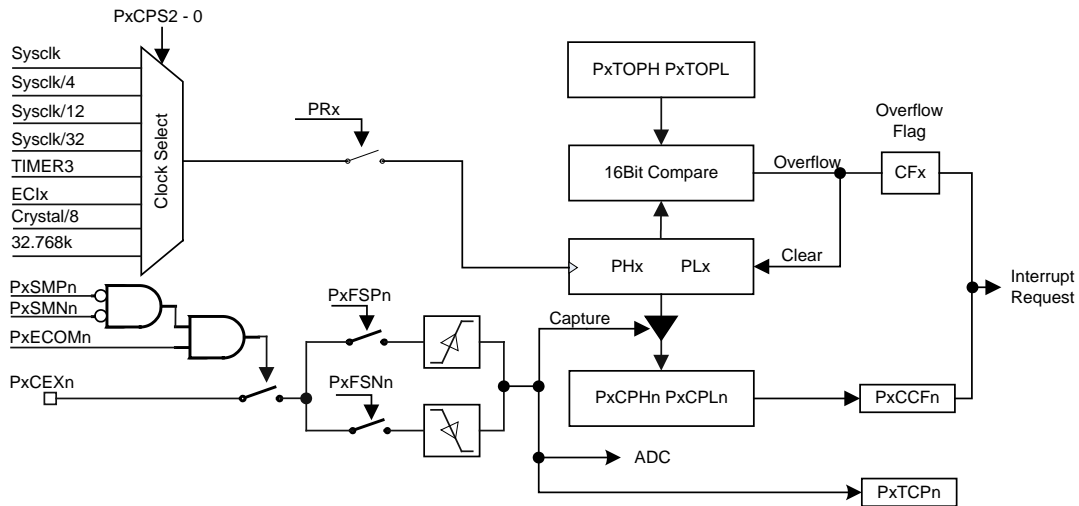 PxCPS2 - 0
Sysclk
Sysclk/4
Sysclk/12
Sysclk/32
TIMER3
ECIx
Crystal/8
32.768k
Clock Select
PRx
PxTOPH PxTOPL
16Bit Compare
Overflow
Overflow
Flag
CFx
PHx PLx
Clear
Interrupt
Request
PxSMPn
PxSMNn
PxECOMn
PxCEXn
PxFSPn
PxFSNn
Capture
PxCPHn PxCPLn
PxCCFn
ADC
PxTCPn